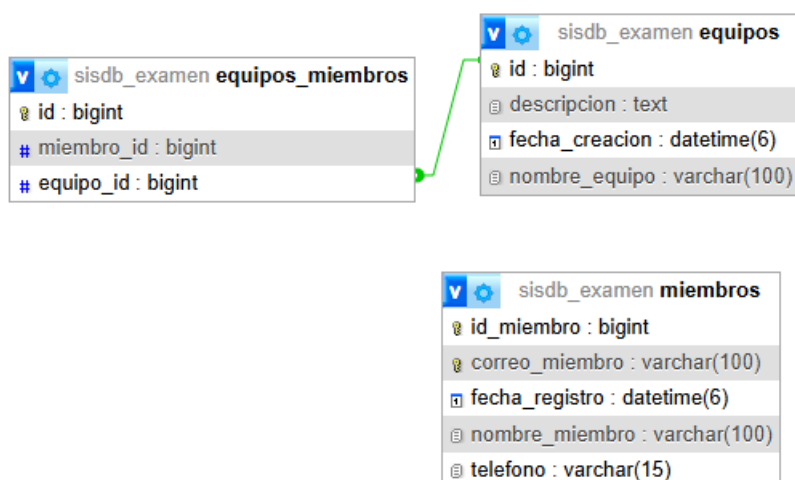 sisdb_examen equipos
id : bigint
descripcion : text
fecha_creacion : datetime(6)
nombre_equipo : varchar(100)
sisdb_examen equipos_miembros
id : bigint
miembro_id : bigint
equipo_id : bigint
sisdb_examen miembros
id_miembro : bigint
correo_miembro : varchar(100)
fecha_registro : datetime(6)
nombre_miembro : varchar(100)
telefono : varchar(15)